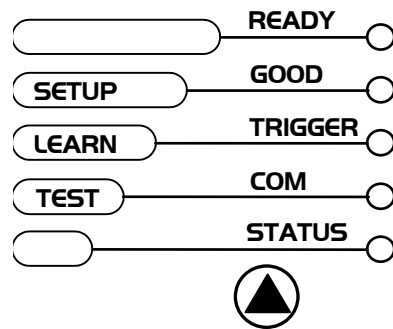 READY
SETUP GOOD
LEARN TRIGGER
TEST COM
STATUS